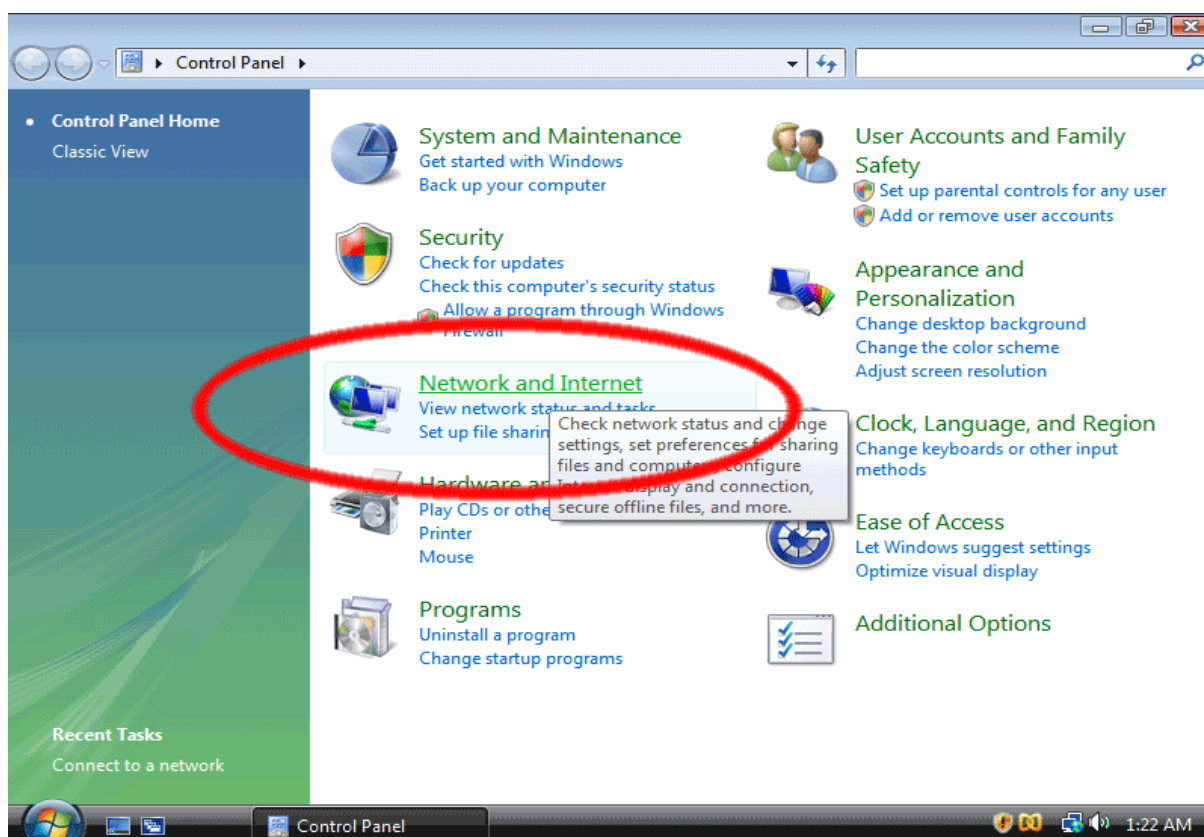 Control Panel
Control Panel Home
Classic View
System and Maintenance
Get started with Windows
Back up your computer
Security
Check for updates
Check this computer's security status
Allow a program through Windows
Firewall
Network and Internet
View network status and tasks
Set up file sharin
Check network status and change
settings, set preferences for sharing
files and computers, configure
Internet display and connection,
secure offline files, and more.
Hardware an
Play CDs or othe
Printer
Mouse
Programs
Uninstall a program
Change startup programs
User Accounts and Family
Safety
Set up parental controls for any user
Add or remove user accounts
Appearance and
Personalization
Change desktop background
Change the color scheme
Adjust screen resolution
Clock, Language, and Region
Change keyboards or other input
methods
Ease of Access
Let Windows suggest settings
Optimize visual display
Additional Options
Recent Tasks
Connect to a network
Control Panel
1:22 AM